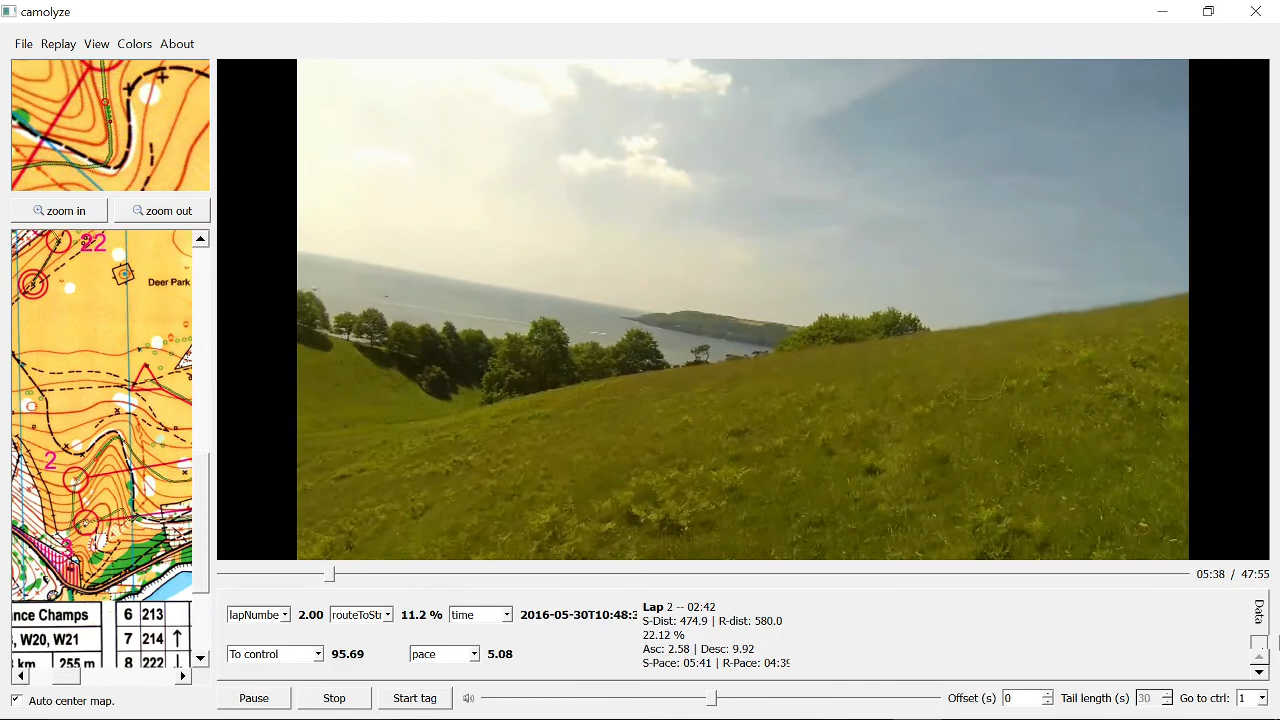 camolyze
File Replay View Colors About
zoom in
zoom out
22
Deer Park
2
3
nce Champs
6 213
, W20, W21
7 214 ↑
km 255 m
8 222
Auto center map.
05:38 / 47:55
lapNumbe 2.00 routeToStr 11.2 % time 2016-05-30T10:48:3
To control 95.69 pace 5.08
Lap 2 -- 02:42
S-Dist: 474.9 | R-dist: 580.0
22.12 %
Asc: 2.58 | Desc: 9.92
S-Pace: 05:41 | R-Pace: 04:39
Data
Pause
Stop
Start tag
Offset (s) 0
Tail length (s) 30
Go to ctrl: 1